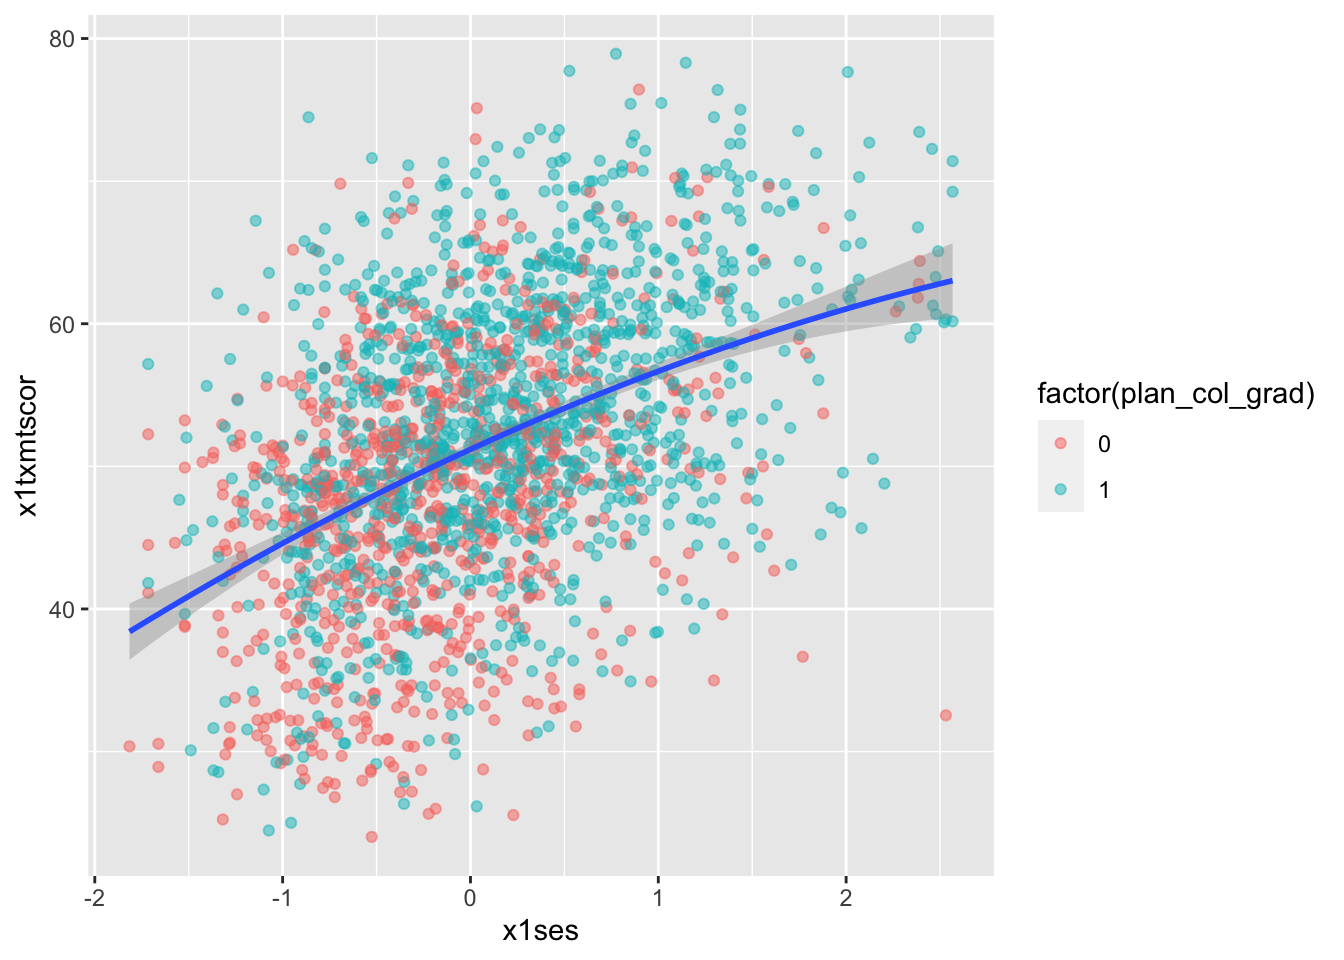 80
60
40
x1txmtscor
-2 -1 0 1 2
x1ses
factor(plan_col_grad)
0
1